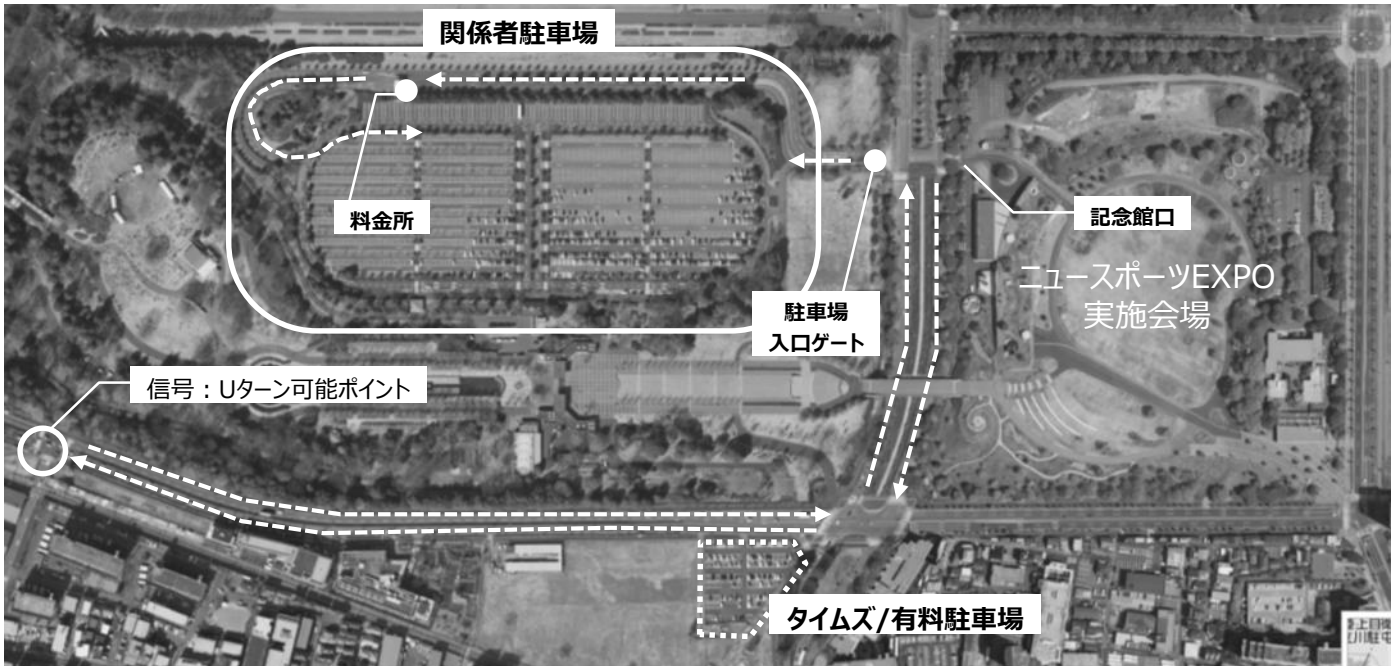 関係者駐車場
料金所
記念館口
ニュースポーツEXPO
実施会場
駐車場
入口ゲート
信号：Uターン可能ポイント
タイムズ/有料駐車場